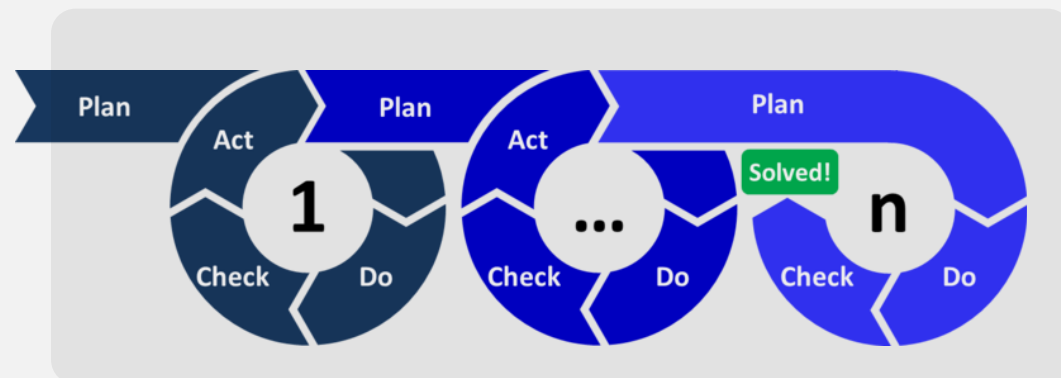 Plan
Plan
Plan
Act
Act
Solved!
1
...
n
Check
Do
Check
Do
Check
Do